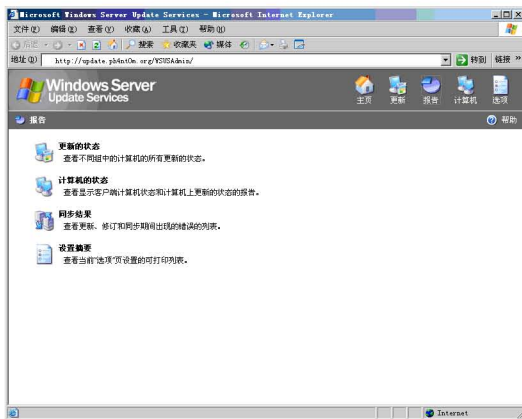 Microsoft Windows Server Update Services - Microsoft Internet Explorer
文件(F) 编辑(E) 查看(V) 收藏(A) 工具(T) 帮助(H)
后退 搜索 收藏夹 媒体
地址(D) http://update.ph4nt0m.org/WSUSAdmin/ 转到 链接 »
Windows Server
Update Services
主页 更新 报告 计算机 选项
报告 帮助
更新的状态
查看不同组中的计算机的所有更新的状态。
计算机的状态
查看显示客户端计算机状态和计算机上更新的状态的报告。
同步结果
查看更新、修订和同步期间出现的错误的列表。
设置摘要
查看当前“选项”页设置的可打印列表。
Internet